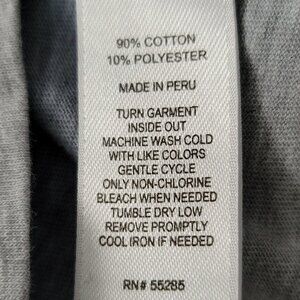 90% COTTON
10% POLYESTER
MADE IN PERU
TURN GARMENT
INSIDE OUT
MACHINE WASH COLD
WITH LIKE COLORS
GENTLE CYCLE
ONLY NON-CHLORINE
BLEACH WHEN NEEDED
TUMBLE DRY LOW
REMOVE PROMPTLY
COOL IRON IF NEEDED
RN# 55285